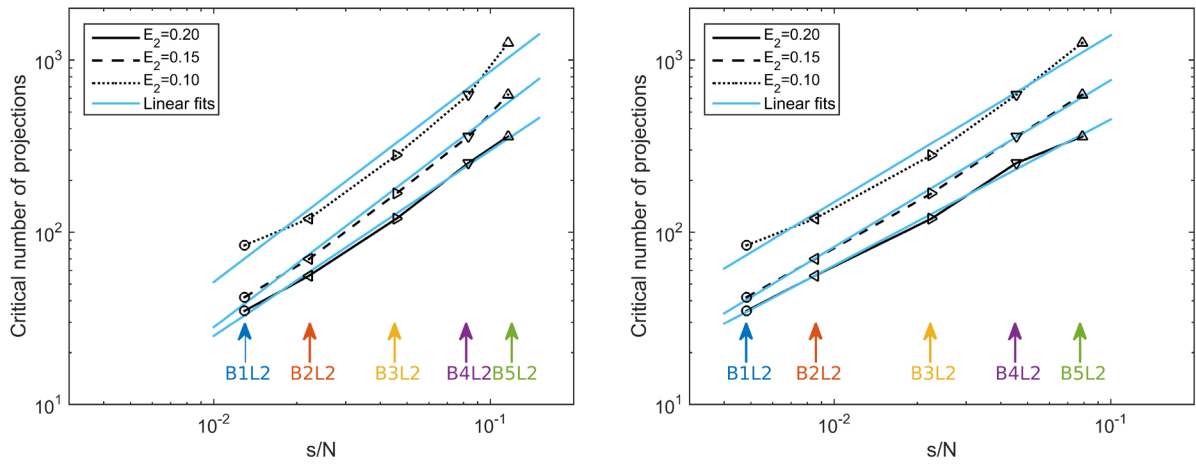 E2=0.20
E2=0.15
E2=0.10
Linear fits
Critical number of projections
10^3
10^2
10^1
B1L2
B2L2
B3L2
B4L2
B5L2
10^-2
10^-1
s/N
E2=0.20
E2=0.15
E2=0.10
Linear fits
Critical number of projections
10^3
10^2
10^1
B1L2
B2L2
B3L2
B4L2
B5L2
10^-2
10^-1
s/N